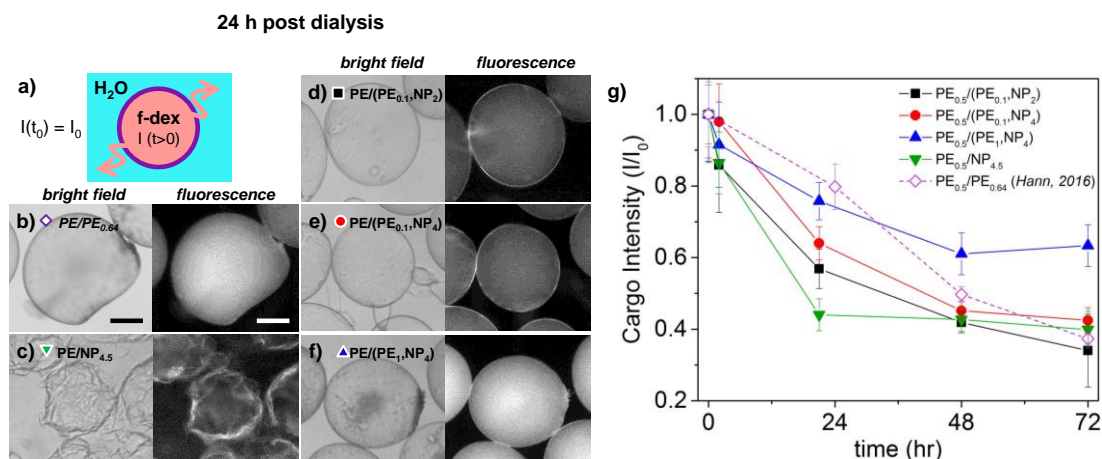 24 h post dialysis
a)
H₂O
I(t₀) = I₀
f-dex
I (t>0)
bright field fluorescence
b) PE/PE₀.₆₄
c) PE/NP₄.₅
bright field fluorescence
d) PE/(PE₀.₁,NP₂)
e) PE/(PE₀.₁,NP₄)
f) PE/(PE₁,NP₄)
g)
PE₀.₅/(PE₀.₁,NP₂)
PE₀.₅/(PE₀.₁,NP₄)
PE₀.₅/(PE₁,NP₄)
PE₀.₅/NP₄.₅
PE₀.₅/PE₀.₆₄ (Hann, 2016)
Cargo Intensity (I/I₀)
1.0
0.8
0.6
0.4
0.2
0 24 48 72
time (hr)